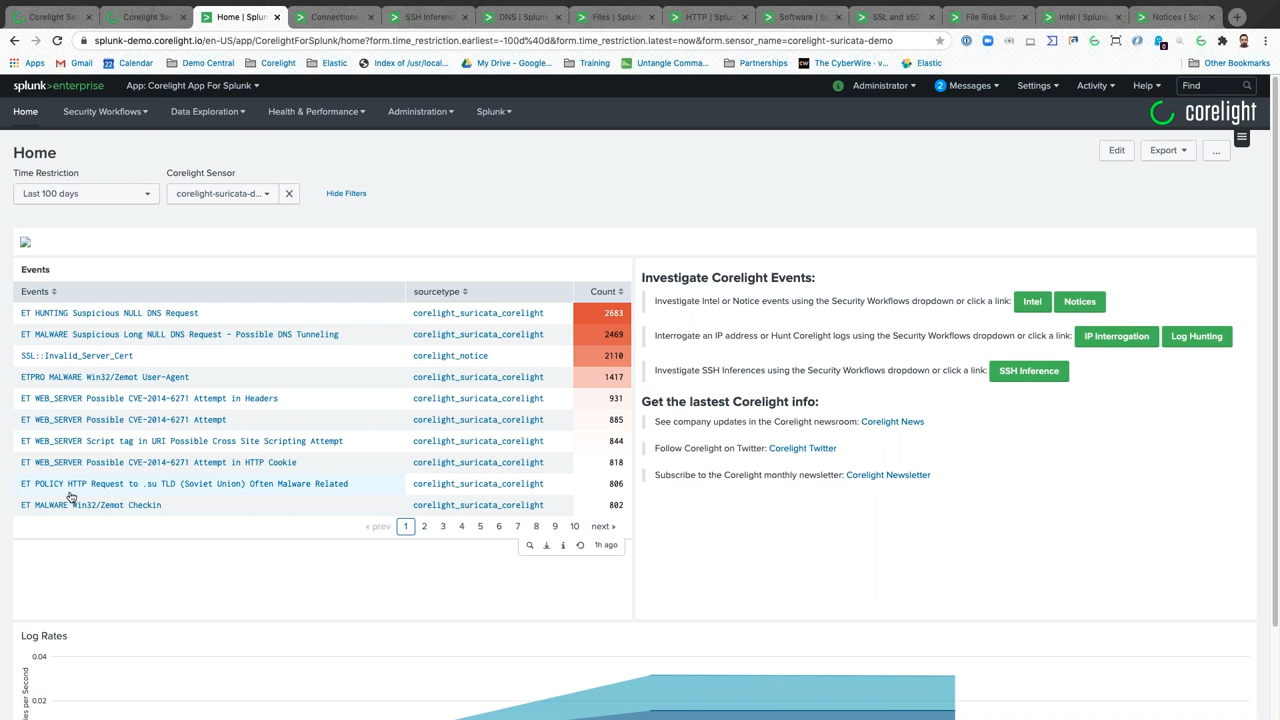 Corelight Sen
Corelight Sen
Home | Splunk
Connections
SSH Inferenc
DNS | Splunk
Files | Splunk
HTTP | Splunk
Software | Sp
SSL and x50
File Risk Sum
Intel | Splunk
Notices | Spl
splunk-demo.corelight.io/en-US/app/CorelightForSplunk/home?form.time_restriction.earliest=-100d%40d&form.time_restriction.latest=now&form.sensor_name=corelight-suricata-demo
Apps Gmail Calendar Demo Central Corelight Elastic Index of /usr/local... My Drive - Google... Training Untangle Comma... Partnerships The CyberWire - v... Elastic Other Bookmarks
splunk>enterprise App: Corelight App For Splunk Administrator 2 Messages Settings Activity Help Find
Home Security Workflows Data Exploration Health & Performance Administration Splunk corelight
Home
Edit Export ...
Time Restriction Corelight Sensor
Last 100 days corelight-suricata-d... Hide Filters
Events
Events sourcetype Count
ET HUNTING Suspicious NULL DNS Request corelight_suricata_corelight 2683
ET MALWARE Suspicious Long NULL DNS Request - Possible DNS Tunneling corelight_suricata_corelight 2469
SSL::Invalid_Server_Cert corelight_notice 2110
ETPRO MALWARE Win32/Zemot User-Agent corelight_suricata_corelight 1417
ET WEB_SERVER Possible CVE-2014-6271 Attempt in Headers corelight_suricata_corelight 931
ET WEB_SERVER Possible CVE-2014-6271 Attempt corelight_suricata_corelight 885
ET WEB_SERVER Script tag in URI Possible Cross Site Scripting Attempt corelight_suricata_corelight 844
ET WEB_SERVER Possible CVE-2014-6271 Attempt in HTTP Cookie corelight_suricata_corelight 818
ET POLICY HTTP Request to .su TLD (Soviet Union) Often Malware Related corelight_suricata_corelight 806
ET MALWARE Win32/Zemot Checkin corelight_suricata_corelight 802
« prev 1 2 3 4 5 6 7 8 9 10 next »
1h ago
Investigate Corelight Events:
Investigate Intel or Notice events using the Security Workflows dropdown or click a link: Intel Notices
Interrogate an IP address or Hunt Corelight logs using the Security Workflows dropdown or click a link: IP Interrogation Log Hunting
Investigate SSH Inferences using the Security Workflows dropdown or click a link: SSH Inference
Get the lastest Corelight info:
See company updates in the Corelight newsroom: Corelight News
Follow Corelight on Twitter: Corelight Twitter
Subscribe to the Corelight monthly newsletter: Corelight Newsletter
Log Rates
0.04
0.02
es per Second